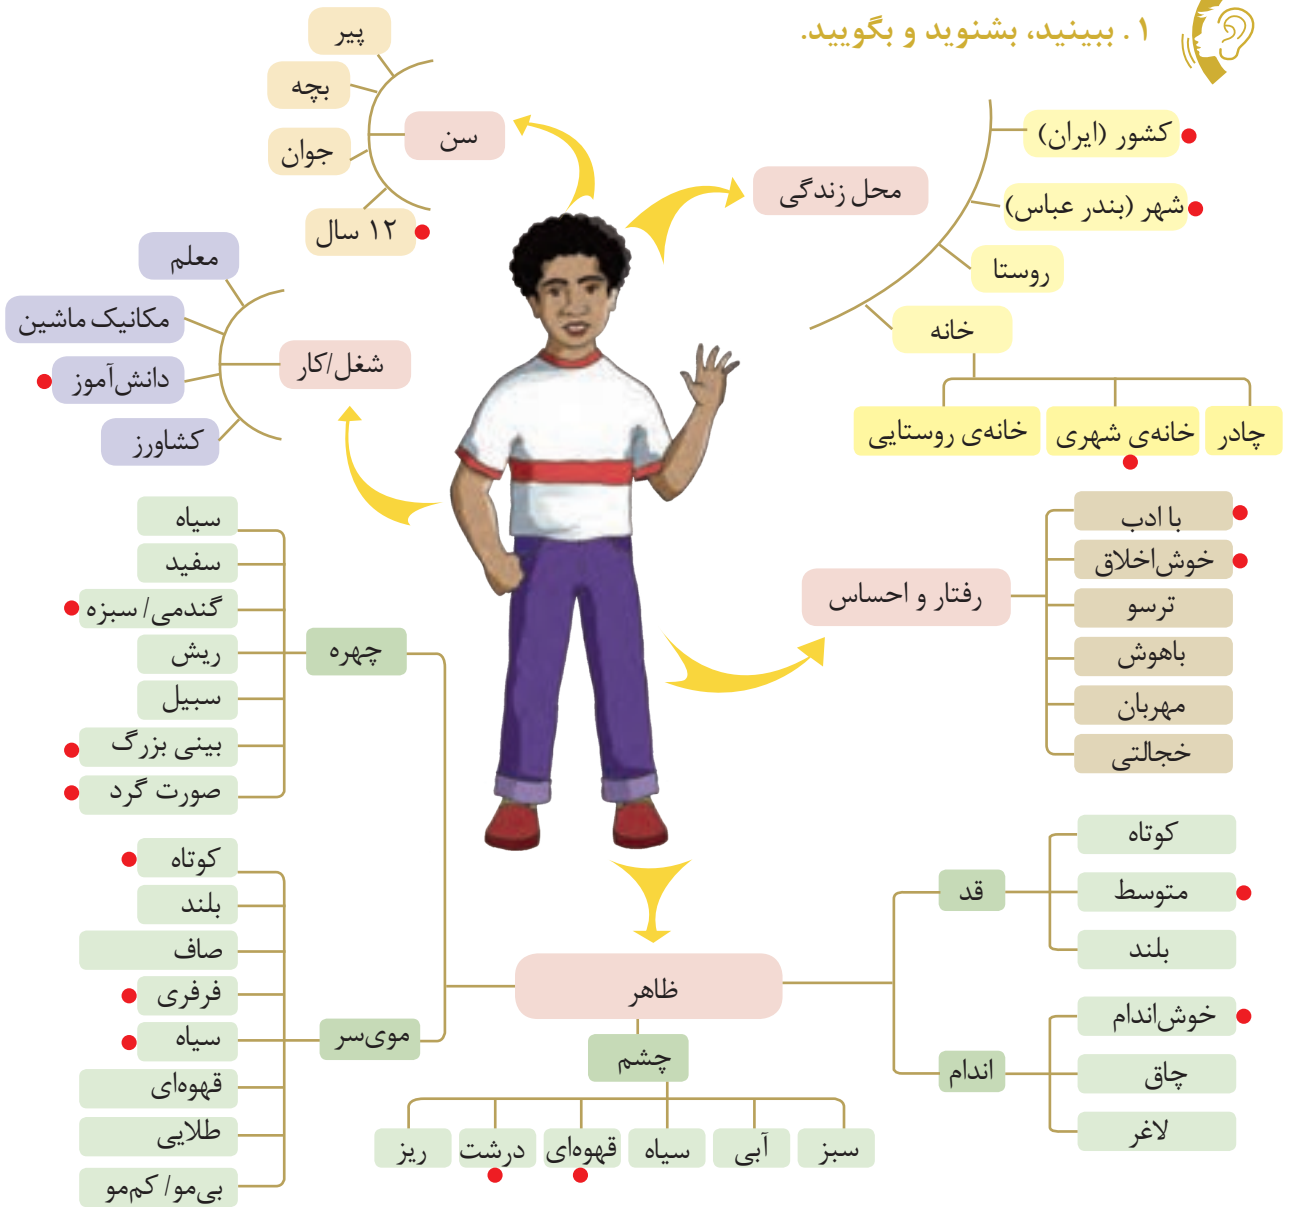 ۱. ببینید، بشنوید و بگویید.
پیر
بچه
سن
جوان
۱۲ سال
محل زندگی
کشور (ایران)
شهر (بندر عباس)
روستا
خانه
چادر
خانه‌ی شهری
خانه‌ی روستایی
معلم
مکانیک ماشین
شغل/کار
دانش‌آموز
کشاورز
رفتار و احساس
با ادب
خوش‌اخلاق
ترسو
باهوش
مهربان
خجالتی
چهره
سیاه
سفید
گندمی/ سبزه
ریش
سبیل
بینی بزرگ
صورت گرد
موی‌سر
کوتاه
بلند
صاف
فرفری
سیاه
قهوه‌ای
طلایی
بی‌مو/ کم‌مو
ظاهر
قد
کوتاه
متوسط
بلند
اندام
خوش‌اندام
چاق
لاغر
چشم
سبز
آبی
سیاه
قهوه‌ای
درشت
ریز